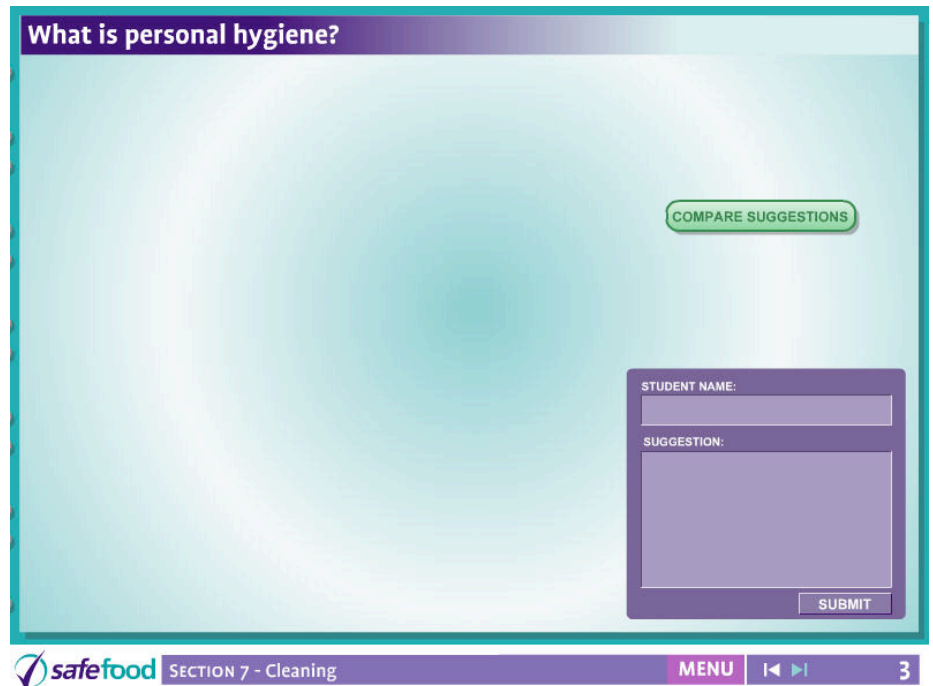 What is personal hygiene?
COMPARE SUGGESTIONS
STUDENT NAME:
SUGGESTION:
SUBMIT
safefood SECTION 7 - Cleaning MENU 3